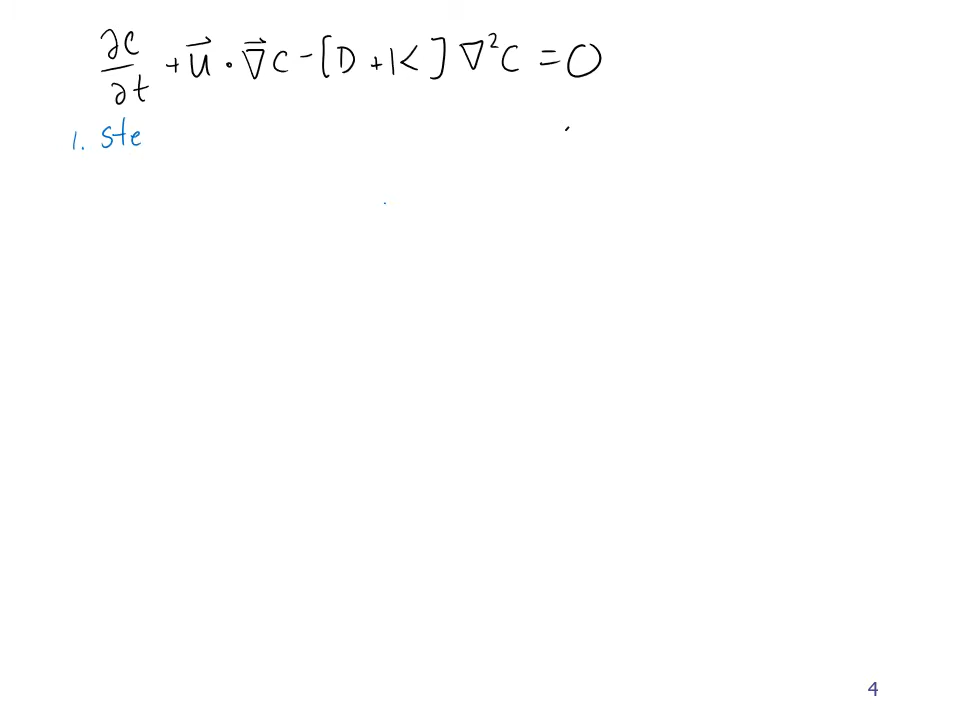 ∂C/∂t + u⃗ · ∇⃗C - [D + K] ∇²C = 0
1. ste
4